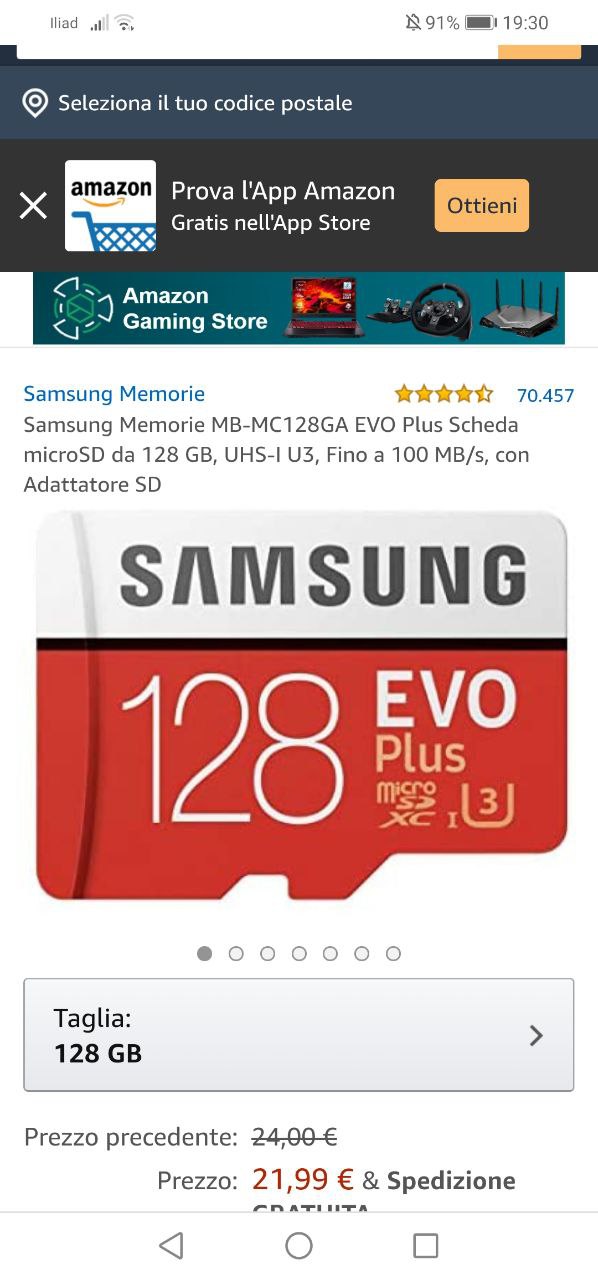 Iliad 91% 19:30
Seleziona il tuo codice postale
amazon
Prova l'App Amazon
Gratis nell'App Store
Ottieni
Amazon
Gaming Store
Samsung Memorie 70.457
Samsung Memorie MB-MC128GA EVO Plus Scheda
microSD da 128 GB, UHS-I U3, Fino a 100 MB/s, con
Adattatore SD
SAMSUNG
128
EVO
Plus
micro
SD
XC I U3
Taglia:
128 GB
Prezzo precedente: 24,00 €
Prezzo: 21,99 € & Spedizione
GRATUITA